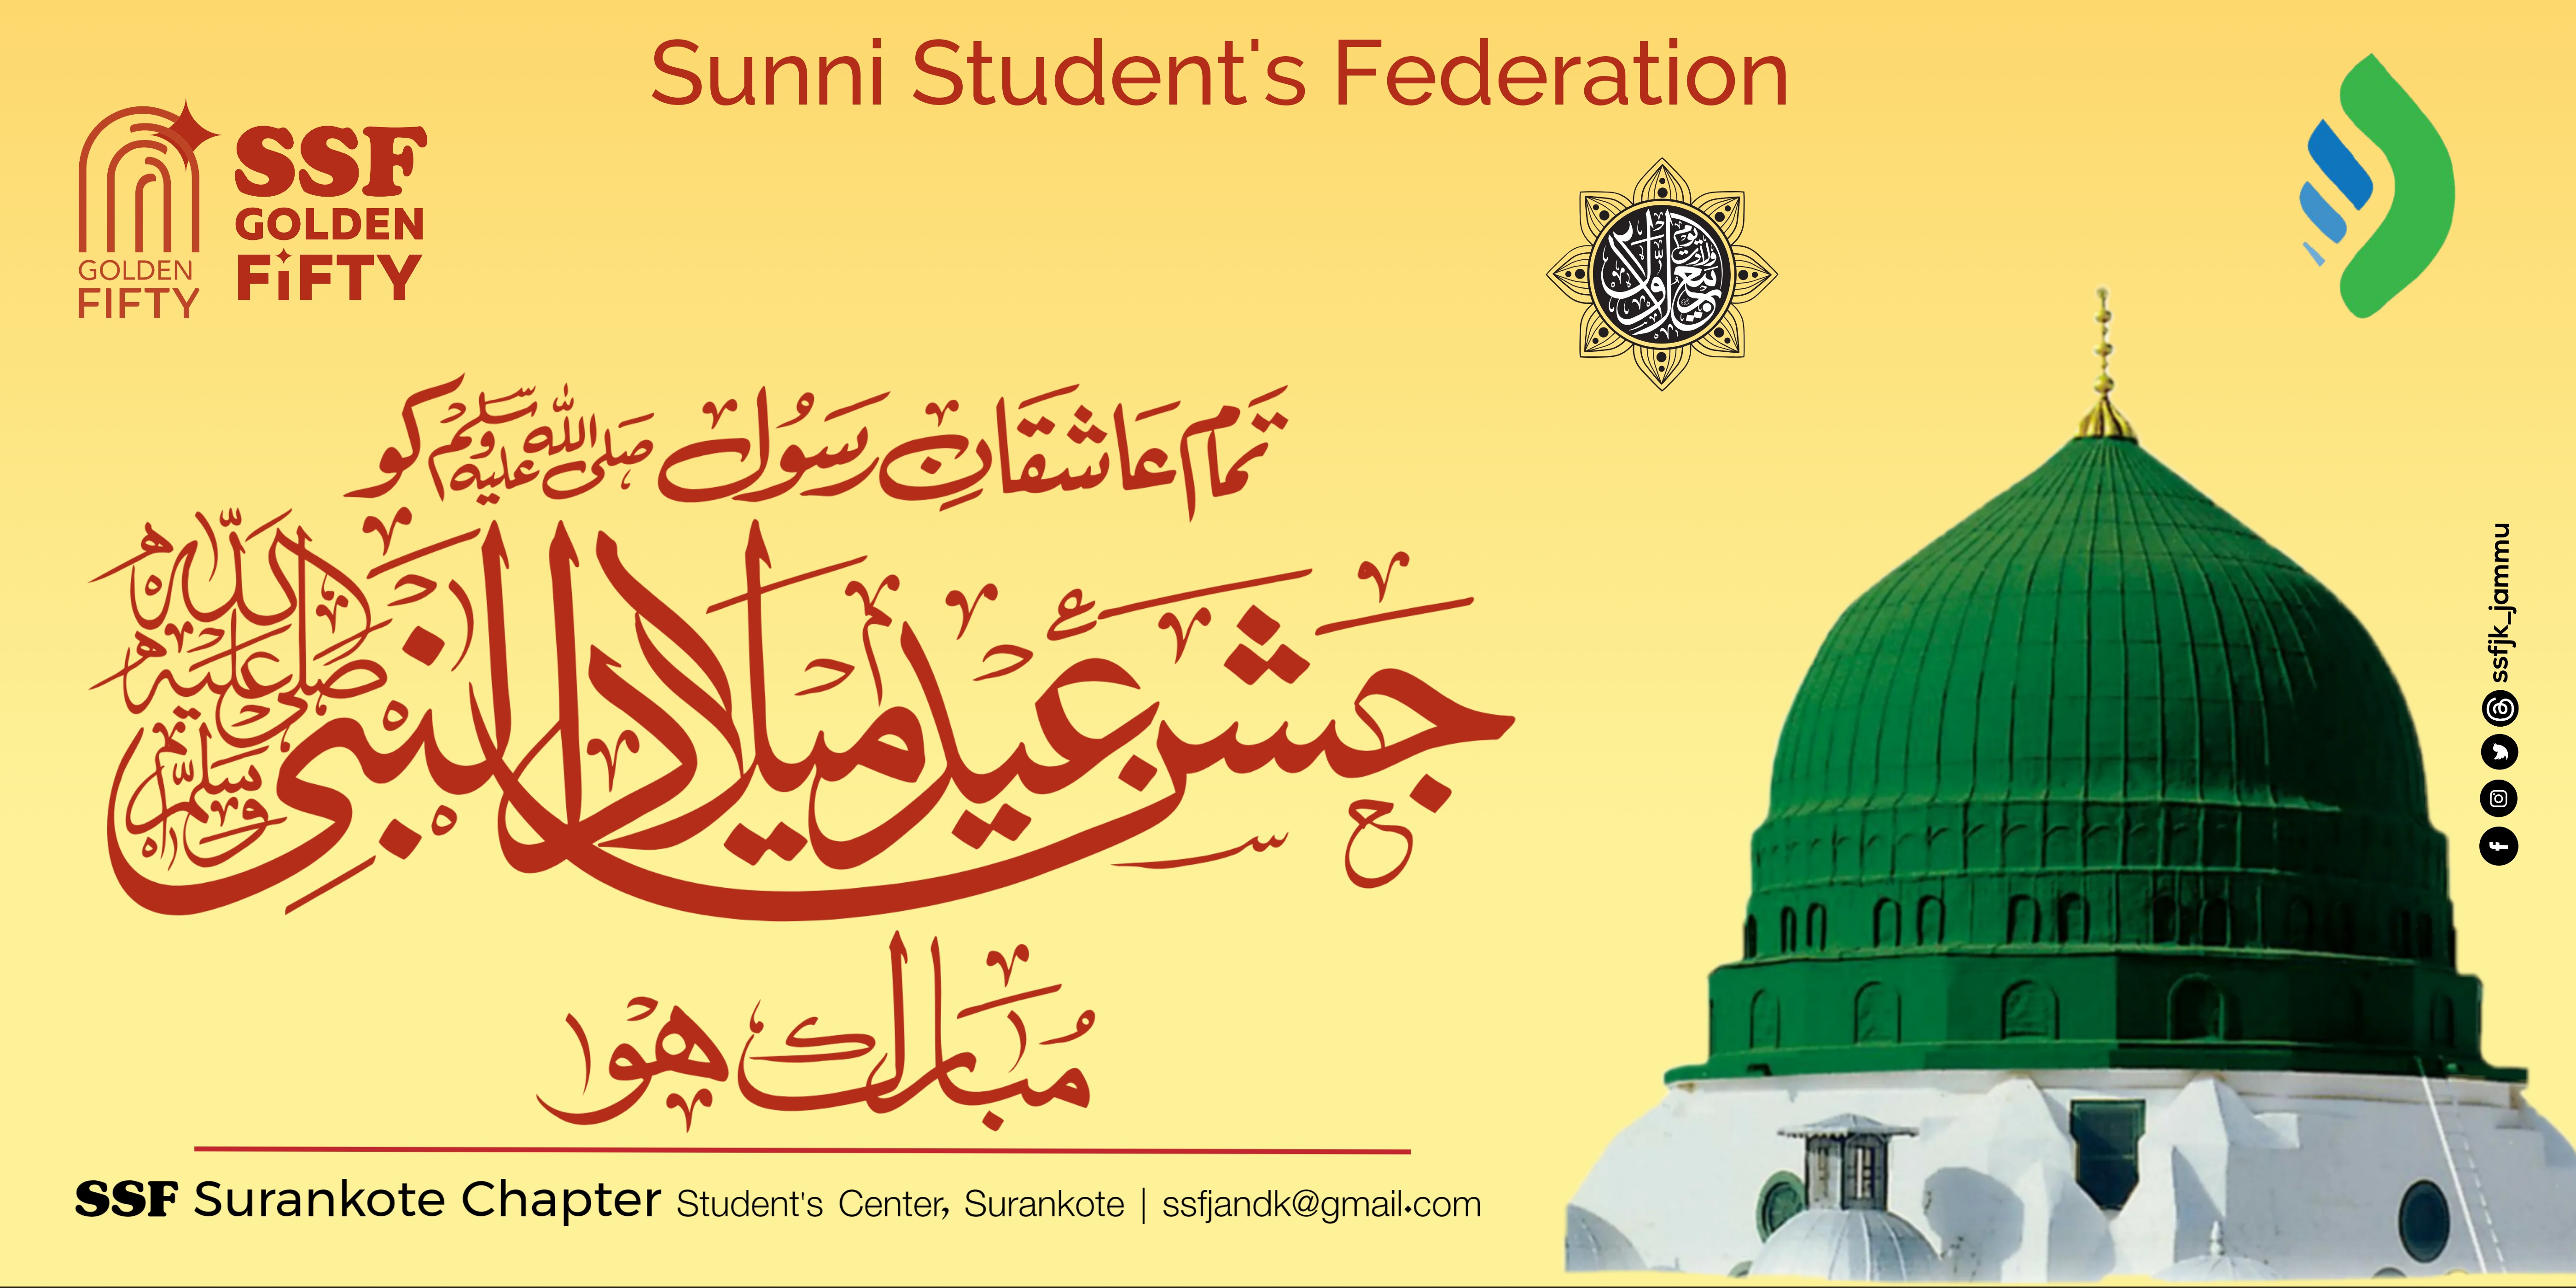 Sunni Student's Federation
GOLDEN
FIFTY
SSF
GOLDEN
FiFTY
تمام عاشقانِ رسول صلی اللہ علیہ وسلم کو
جشن عید میلاد النبی صلی اللہ علیہ وسلم
مبارک ہو
ssfjk_jammu
SSF Surankote Chapter Student's Center, Surankote | ssfjandk@gmail.com